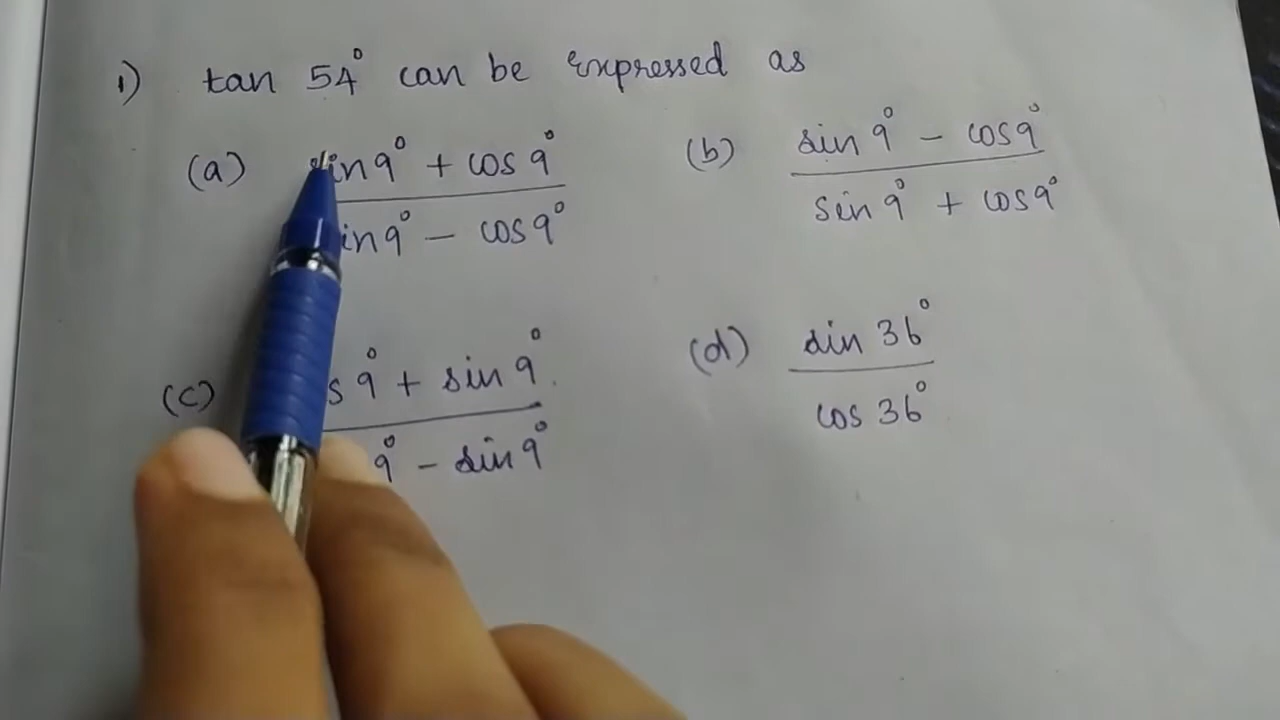 1) tan 54° can be expressed as
(a) sin 9° + cos 9°
in 9° – cos 9°
(b) sin 9° – cos 9°
sin 9° + cos 9°
(c) s 9° + sin 9°
9° – sin 9°
(d) sin 36°
cos 36°